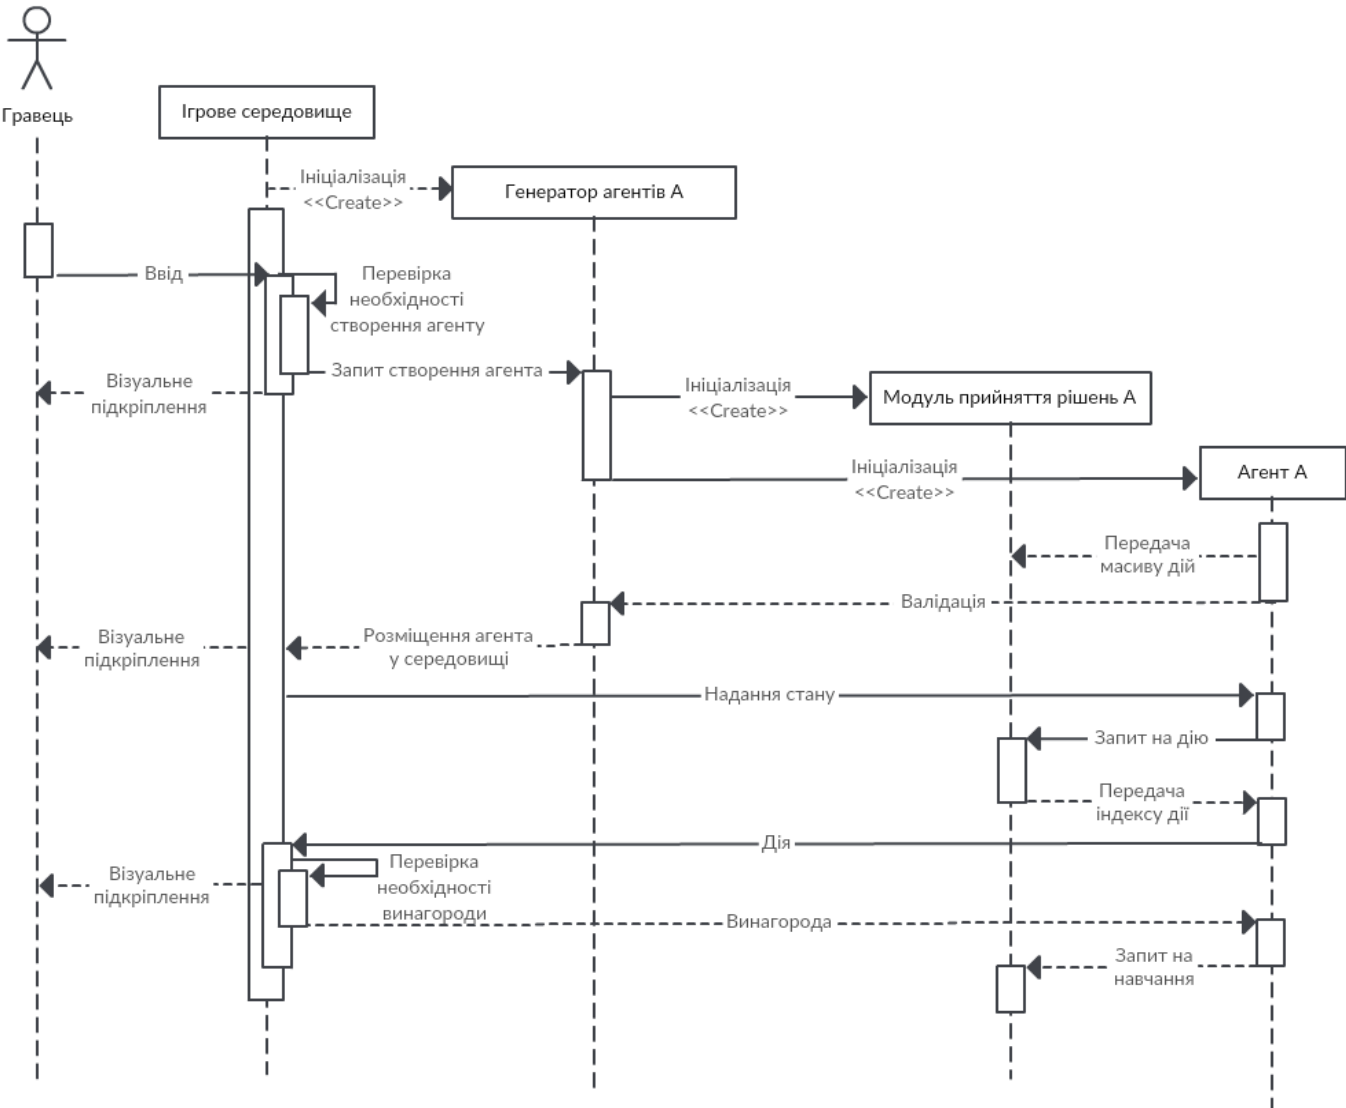 Гравець
Ігрове середовище
Ініціалізація
<<Create>>
Генератор агентів А
Ввід
Перевірка
необхідності
створення агенту
Запит створення агента
Візуальне
підкріплення
Ініціалізація
<<Create>>
Модуль прийняття рішень А
Ініціалізація
<<Create>>
Агент А
Передача
масиву дій
Валідація
Розміщення агента
у середовищі
Візуальне
підкріплення
Надання стану
Запит на дію
Передача
індексу дії
Дія
Перевірка
необхідності
винагороди
Візуальне
підкріплення
Винагорода
Запит на
навчання